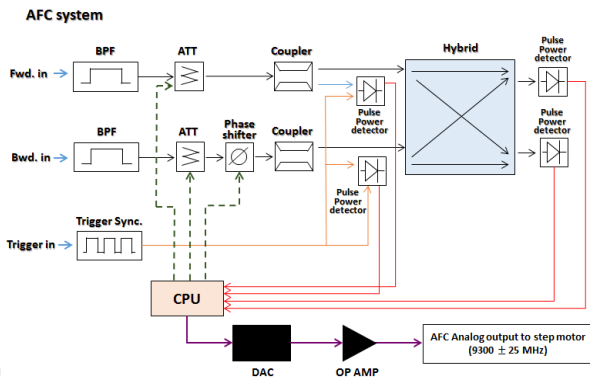 AFC system
BPF
ATT
Coupler
Hybrid
Pulse
Power
detector
Fwd. in
Pulse
Power
detector
Pulse
Power
detector
BPF
ATT
Phase
shifter
Coupler
Bwd. in
Pulse
Power
detector
Trigger Sync.
Trigger in
CPU
AFC Analog output to step motor
(9300 ± 25 MHz)
DAC
OP AMP